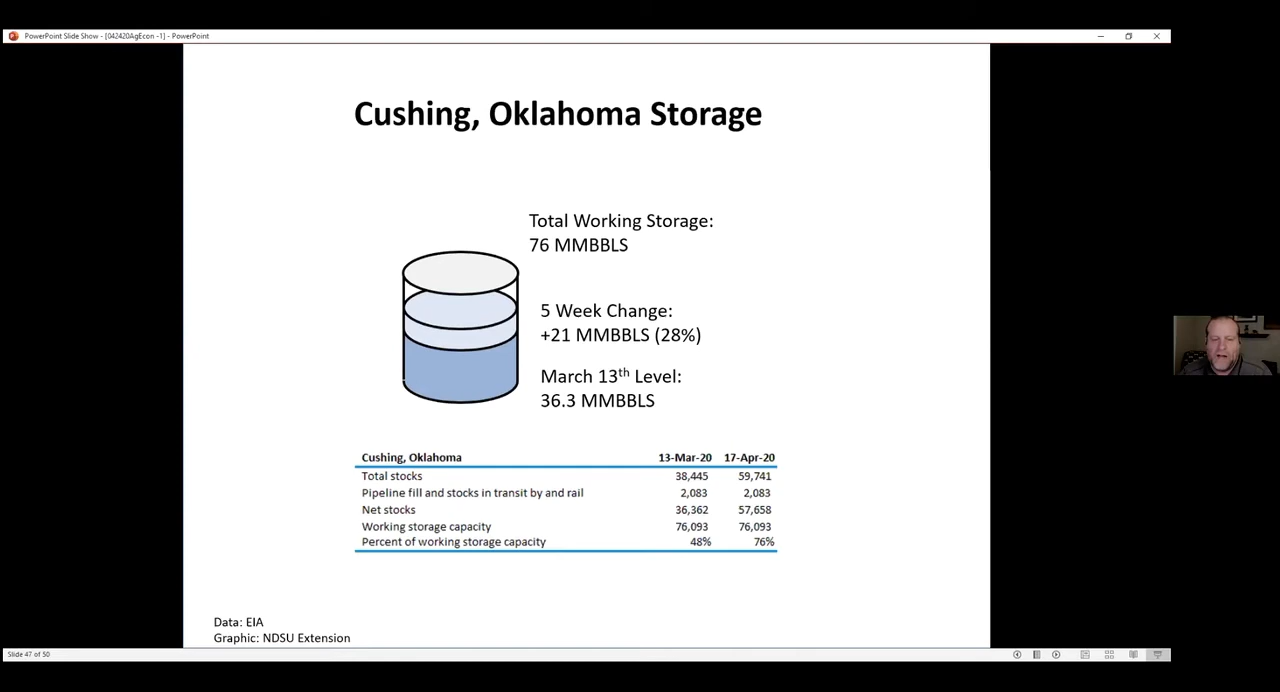 PowerPoint Slide Show - [042420AgEcon -1] - PowerPoint
Cushing, Oklahoma Storage
Total Working Storage:
76 MMBBLS
5 Week Change:
+21 MMBBLS (28%)
March 13th Level:
36.3 MMBBLS
Cushing, Oklahoma 13-Mar-20 17-Apr-20
Total stocks 38,445 59,741
Pipeline fill and stocks in transit by and rail 2,083 2,083
Net stocks 36,362 57,658
Working storage capacity 76,093 76,093
Percent of working storage capacity 48% 76%
Data: EIA
Graphic: NDSU Extension
Slide 47 of 50